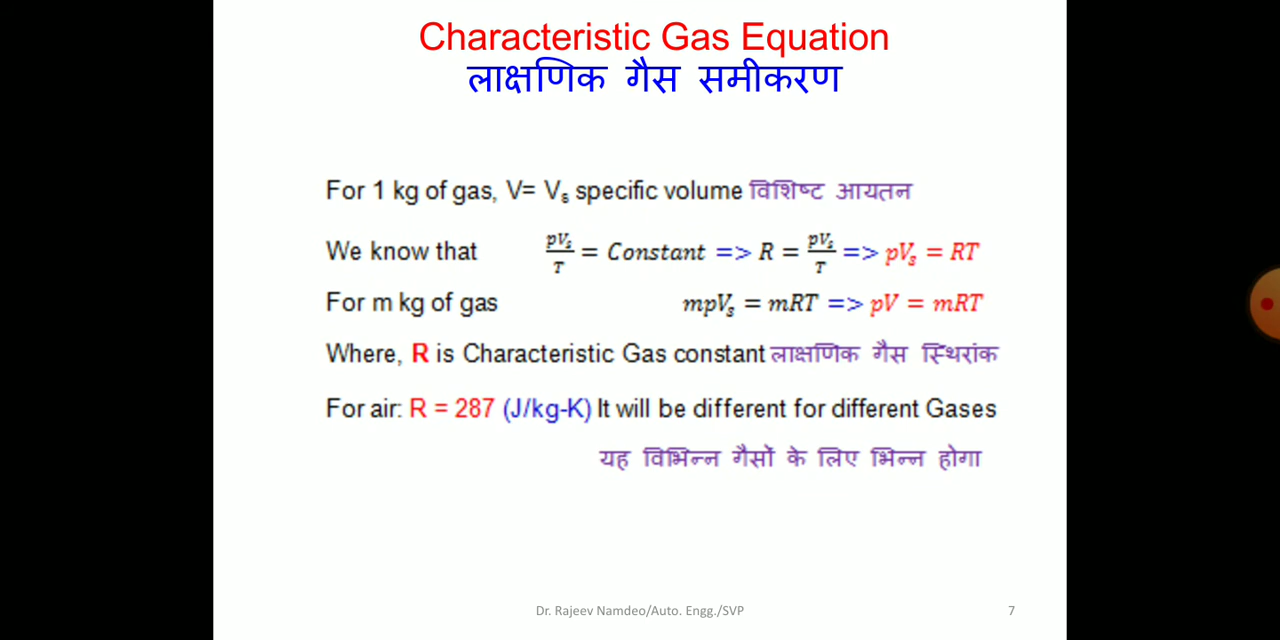 Characteristic Gas Equation
लाक्षणिक गैस समीकरण
For 1 kg of gas, V= Vs specific volume विशिष्ट आयतन
We know that pVs/T = Constant => R = pVs/T => pVs = RT
For m kg of gas mpVs = mRT => pV = mRT
Where, R is Characteristic Gas constant लाक्षणिक गैस स्थिरांक
For air: R = 287 (J/kg-K) It will be different for different Gases
यह विभिन्न गैसों के लिए भिन्न होगा
Dr. Rajeev Namdeo/Auto. Engg./SVP 7